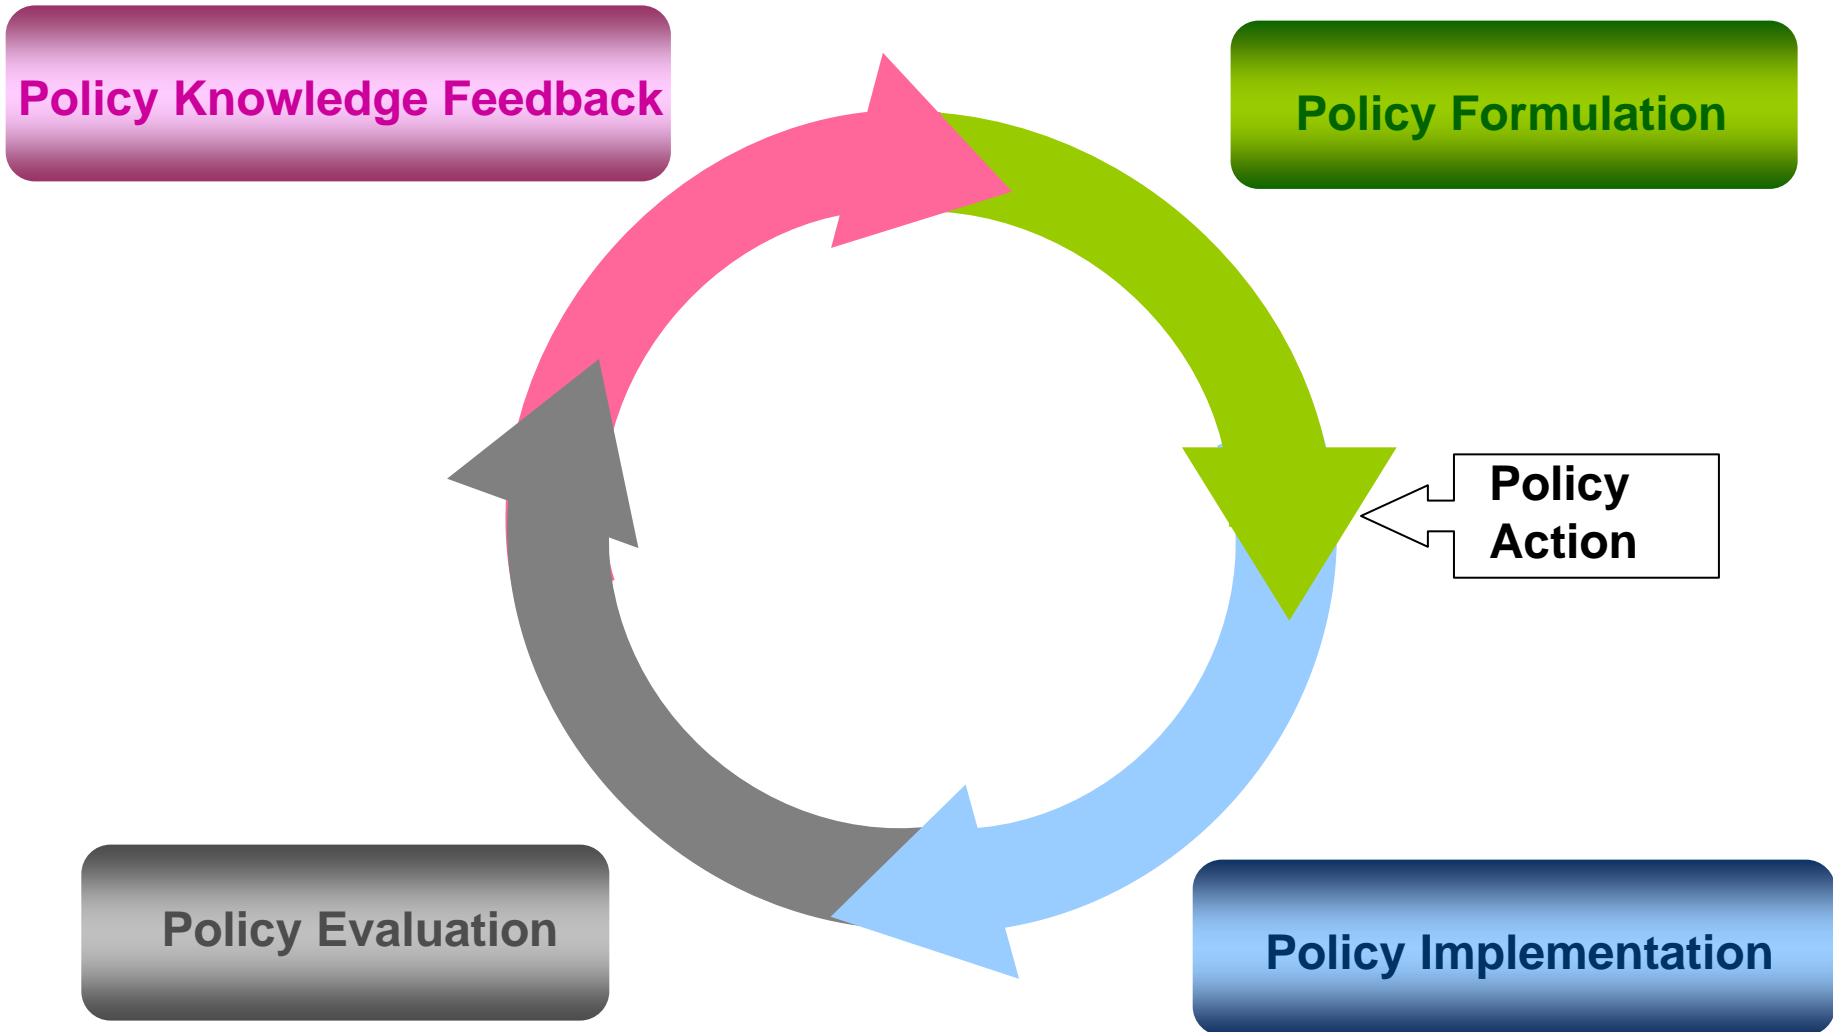 Policy Knowledge Feedback
Policy Formulation
Policy
Action
Policy Evaluation
Policy Implementation